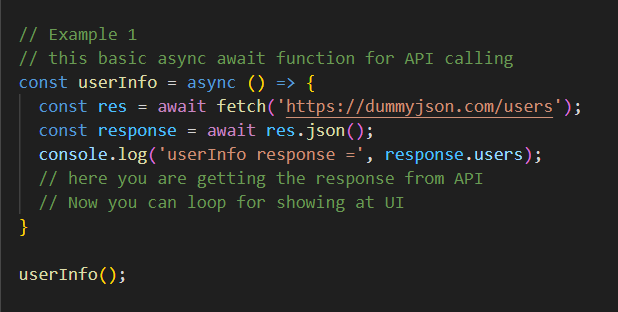 // Example 1
// this basic async await function for API calling
const userInfo = async () => {
  const res = await fetch('https://dummyjson.com/users');
  const response = await res.json();
  console.log('userInfo response =', response.users);
  // here you are getting the response from API
  // Now you can loop for showing at UI
}

userInfo();